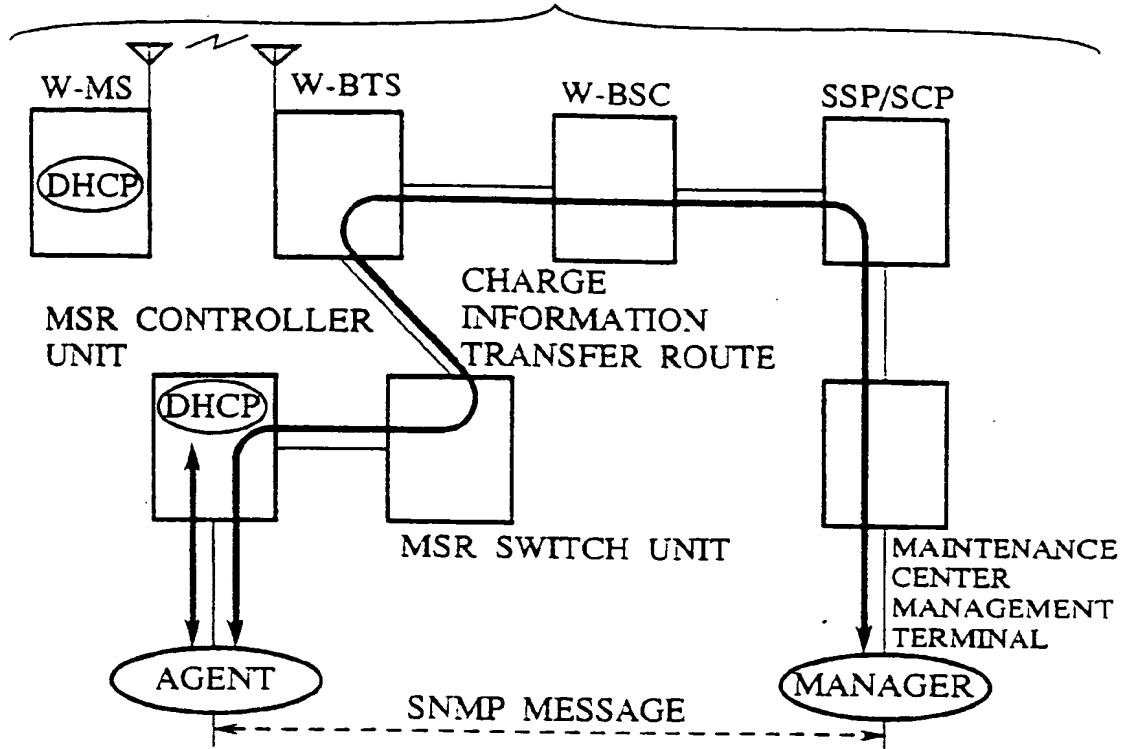 W-MS
W-BTS
W-BSC
SSP/SCP
DHCP
MSR CONTROLLER
UNIT
CHARGE
INFORMATION
TRANSFER ROUTE
DHCP
MSR SWITCH UNIT
MAINTENANCE
CENTER
MANAGEMENT
TERMINAL
AGENT
MANAGER
SNMP MESSAGE